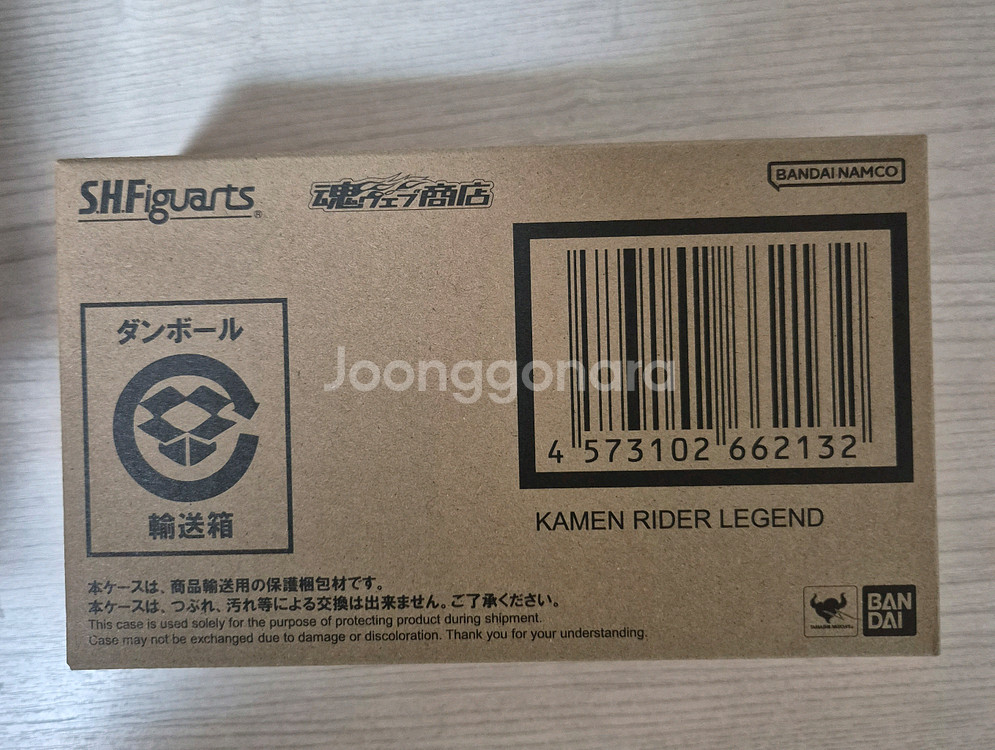 S.H.Figuarts®
魂ウェブ商店
BANDAI NAMCO
ダンボール
輸送箱
Joonggonara
4 573102 662132
KAMEN RIDER LEGEND
本ケースは、商品輸送用の保護梱包材です。
本ケースは、つぶれ、汚れ等による交換は出来ません。ご了承ください。
This case is used solely for the purpose of protecting product during shipment.
Case may not be exchanged due to damage or discoloration. Thank you for your understanding.
BAN
DAI